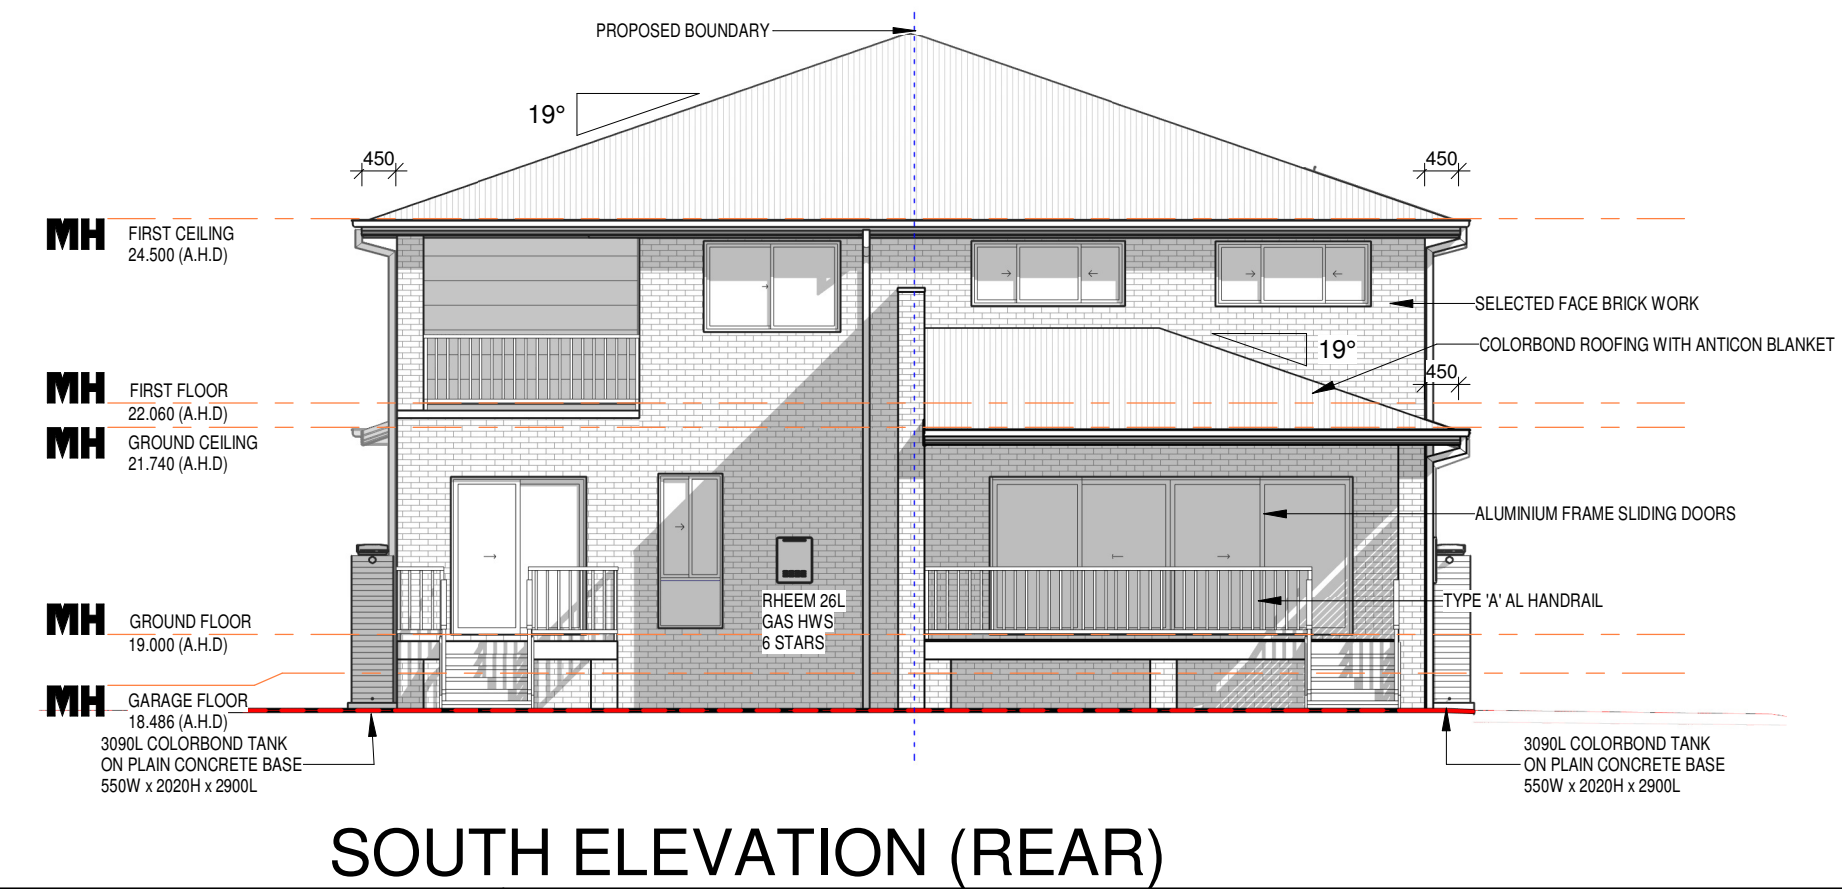 PROPOSED BOUNDARY
19°
450
450
MH FIRST CEILING
24.500 (A.H.D)
SELECTED FACE BRICK WORK
19°
COLORBOND ROOFING WITH ANTICON BLANKET
450
MH FIRST FLOOR
22.060 (A.H.D)
MH GROUND CEILING
21.740 (A.H.D)
ALUMINIUM FRAME SLIDING DOORS
RHEEM 26L
GAS HWS
6 STARS
TYPE 'A' AL HANDRAIL
MH GROUND FLOOR
19.000 (A.H.D)
MH GARAGE FLOOR
18.486 (A.H.D)
3090L COLORBOND TANK
ON PLAIN CONCRETE BASE
550W x 2020H x 2900L
3090L COLORBOND TANK
ON PLAIN CONCRETE BASE
550W x 2020H x 2900L
SOUTH ELEVATION (REAR)